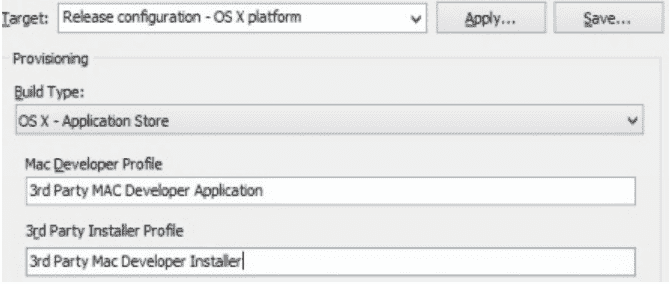 Target: Release configuration - OS X platform Apply... Save...
Provisioning
Build Type:
OS X - Application Store
Mac Developer Profile
3rd Party MAC Developer Application
3rd Party Installer Profile
3rd Party Mac Developer Installer